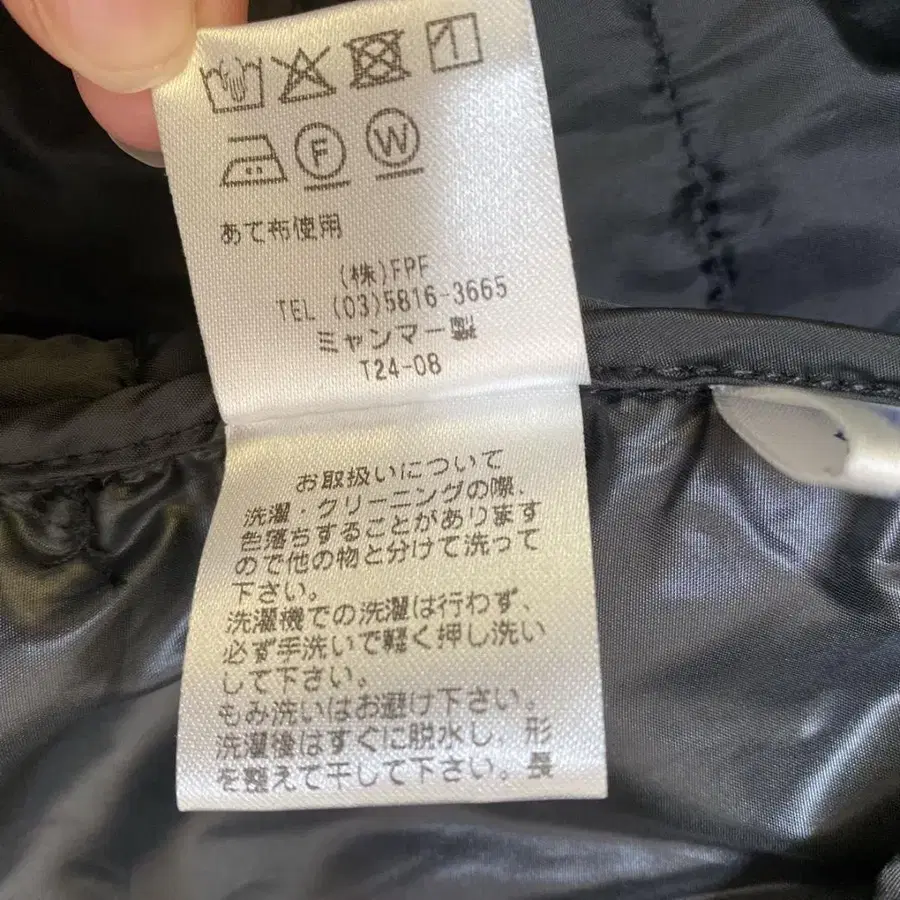 F W
あて布使用
(株)FPF
TEL (03)5816-3665
ミャンマー製
T24-08
お取扱いについて
洗濯・クリーニングの際、
色落ちすることがあります
ので他の物と分けて洗って
下さい。
洗濯機での洗濯は行わず、
必ず手洗いで軽く押し洗い
して下さい。
もみ洗いはお避け下さい。
洗濯後はすぐに脱水し、形
を整えて干して下さい。長